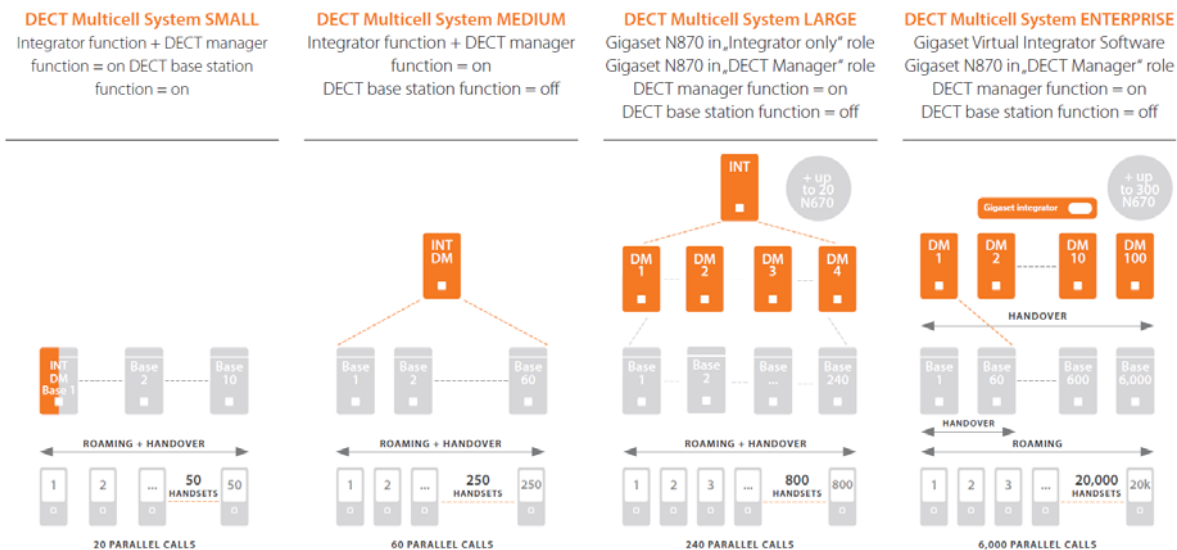 DECT Multicell System SMALL
Integrator function + DECT manager
function = on DECT base station
function = on
INT
DM
Base 1
Base
2
Base
10
ROAMING + HANDOVER
1
2
...
50
HANDSETS
50
20 PARALLEL CALLS
DECT Multicell System MEDIUM
Integrator function + DECT manager
function = on
DECT base station function = off
INT
DM
Base
1
Base
2
Base
60
ROAMING + HANDOVER
1
2
...
250
HANDSETS
250
60 PARALLEL CALLS
DECT Multicell System LARGE
Gigaset N870 in „Integrator only" role
Gigaset N870 in „DECT Manager" role
DECT manager function = on
DECT base station function = off
INT
+ up
to 20
N670
DM
1
DM
2
DM
3
DM
4
Base
1
Base
2
Base
...
Base
240
ROAMING + HANDOVER
1
2
3
...
800
HANDSETS
800
240 PARALLEL CALLS
DECT Multicell System ENTERPRISE
Gigaset Virtual Integrator Software
Gigaset N870 in „DECT Manager" role
DECT manager function = on
DECT base station function = off
+ up
to 300
N670
Gigaset integrator
DM
1
DM
2
DM
10
DM
100
HANDOVER
Base
1
Base
60
Base
600
Base
6,000
HANDOVER
ROAMING
1
2
3
...
20,000
HANDSETS
20k
6,000 PARALLEL CALLS